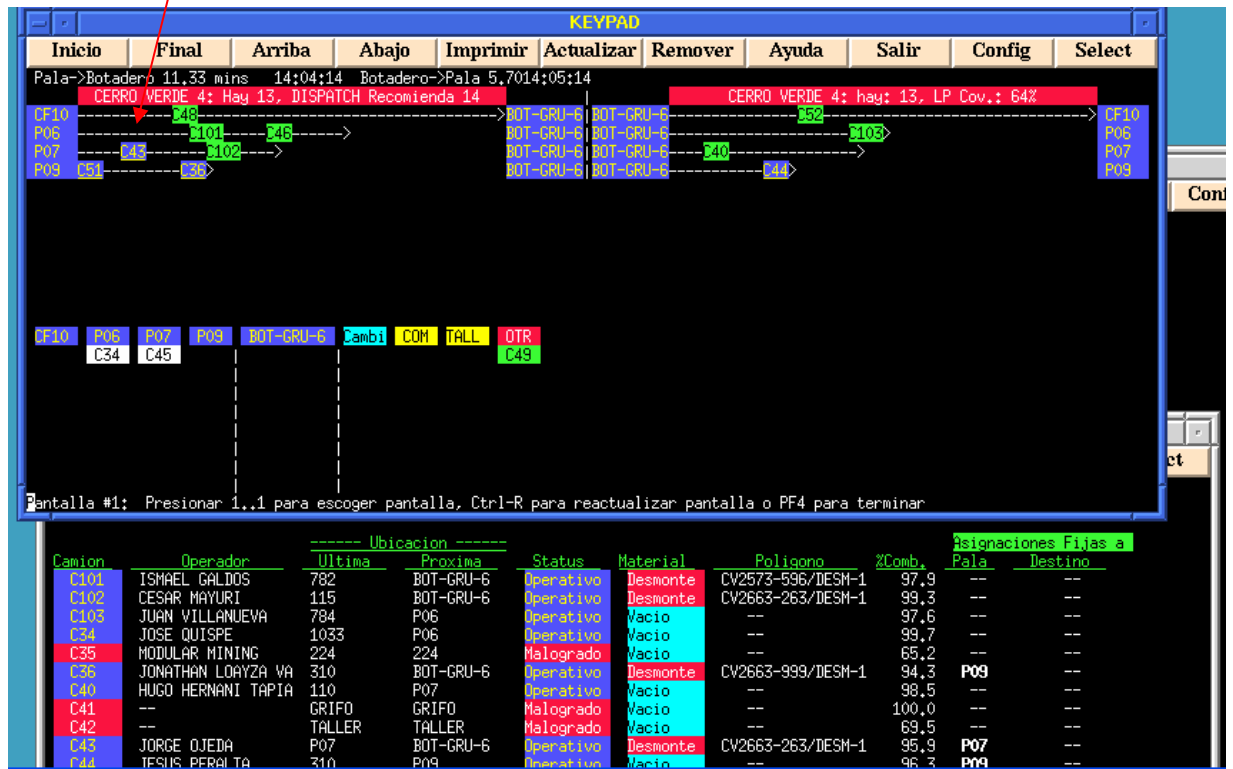 KEYPAD
Inicio Final Arriba Abajo Imprimir Actualizar Remover Ayuda Salir Config Select
Pala->Botadero 11.33 mins 14:04:14 Botadero->Pala 5.7014:05:14
CERRO VERDE 4: Hay 13, DISPATCH Recomienda 14 | CERRO VERDE 4: hay: 13, LP Cov.: 64%
CF10 -----------C48------------------------------------>BOT-GRU-6|BOT-GRU-6----------------C52---------------------------------> CF10
P06 -------------C101-----C46----->BOT-GRU-6|BOT-GRU-6----------------------C103> P06
P07 -----C43-------C102---->BOT-GRU-6|BOT-GRU-6----C40---------------> P07
P09 C51---------C36>BOT-GRU-6|BOT-GRU-6-----------C44> P09
Conf
CF10 P06 P07 P09 BOT-GRU-6 Cambi COM TALL OTR
C34 C45 C49
Pantalla #1: Presionar 1..1 para escoger pantalla, Ctrl-R para reactualizar pantalla o PF4 para terminar
ct
------ Ubicacion ------ Asignaciones Fijas a
Camion Operador Ultima Proxima Status Material Poligono %Comb. Pala Destino
C101 ISMAEL GALDOS 782 BOT-GRU-6 Operativo Desmonte CV2573-596/DESM-1 97.9 -- --
C102 CESAR MAYURI 115 BOT-GRU-6 Operativo Desmonte CV2663-263/DESM-1 99.3 -- --
C103 JUAN VILLANUEVA 784 P06 Operativo Vacio -- 97.6 -- --
C34 JOSE QUISPE 1033 P06 Operativo Vacio -- 99.7 -- --
C35 MODULAR MINING 224 224 Malogrado Vacio -- 65.2 -- --
C36 JONATHAN LOAYZA VA 310 BOT-GRU-6 Operativo Desmonte CV2663-999/DESM-1 94.3 P09 --
C40 HUGO HERNANI TAPIA 110 P07 Operativo Vacio -- 98.5 -- --
C41 -- GRIFO GRIFO Malogrado Vacio -- 100.0 -- --
C42 -- TALLER TALLER Malogrado Vacio -- 69.5 -- --
C43 JORGE OJEDA P07 BOT-GRU-6 Operativo Desmonte CV2663-263/DESM-1 95.9 P07 --
C44 JESUS PERALTA 310 P09 Operativo Vacio -- 96.3 P09 --